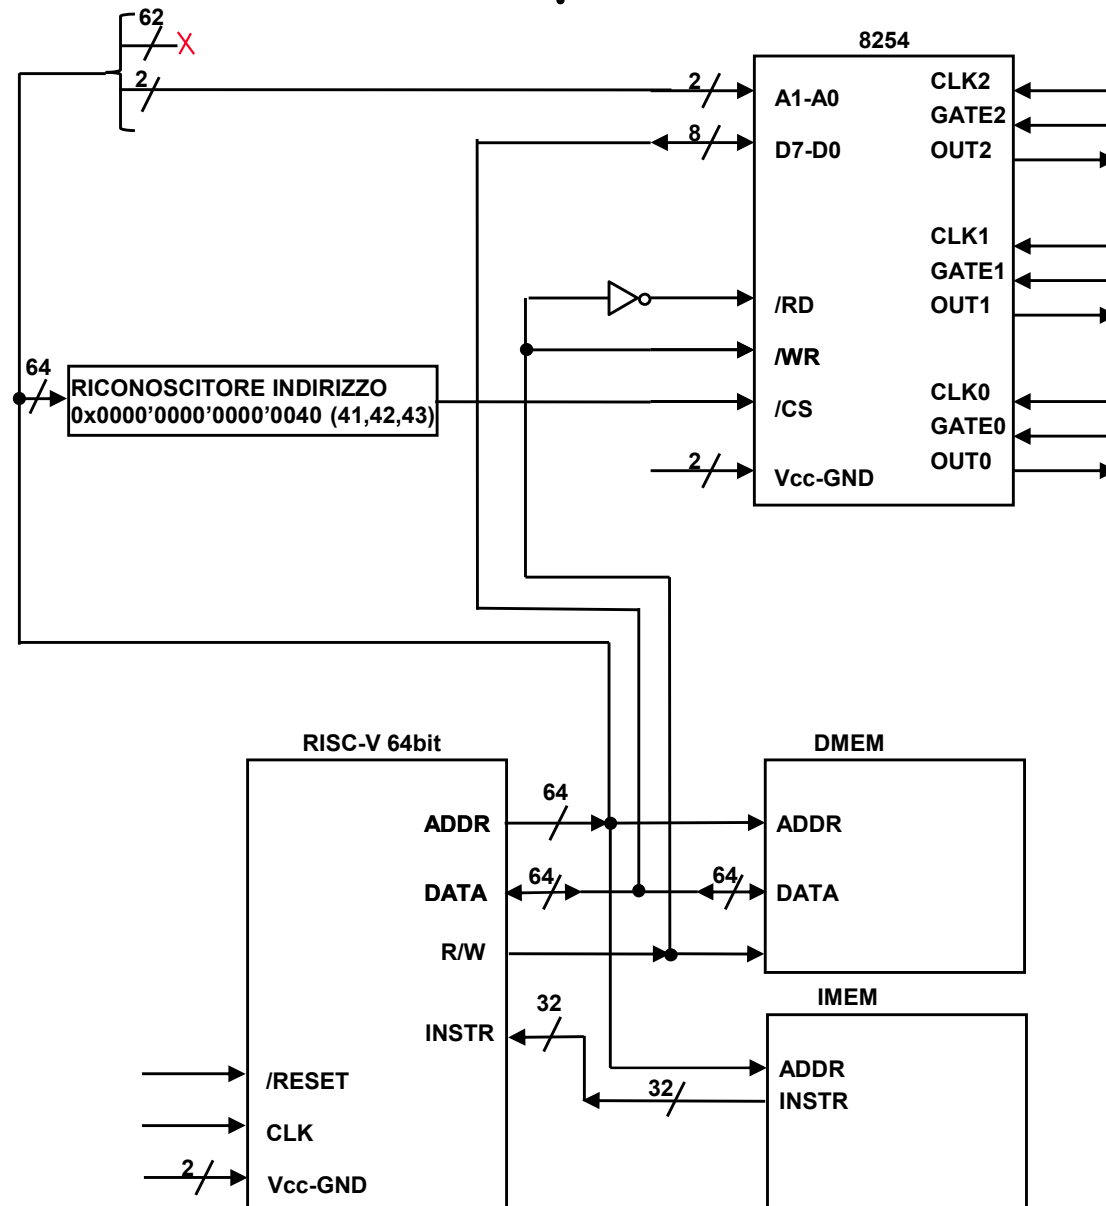 62
8254
2
2
A1-A0
CLK2
GATE2
8
D7-D0
OUT2
CLK1
GATE1
/RD
OUT1
/WR
64
RICONOSCITORE INDIRIZZO
0x0000'0000'0000'0040 (41,42,43)
/CS
CLK0
GATE0
2
Vcc-GND
OUT0
RISC-V 64bit
DMEM
64
ADDR
ADDR
64
64
DATA
DATA
R/W
IMEM
32
INSTR
ADDR
/RESET
32
INSTR
CLK
2
Vcc-GND